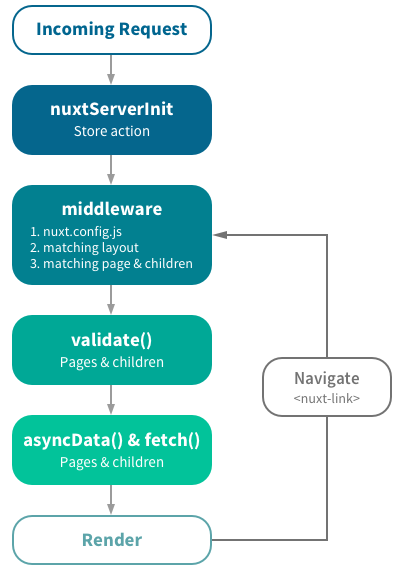 Incoming Request
nuxtServerInit
Store action
middleware
1. nuxt.config.js
2. matching layout
3. matching page & children
validate()
Pages & children
Navigate
<nuxt-link>
asyncData() & fetch()
Pages & children
Render